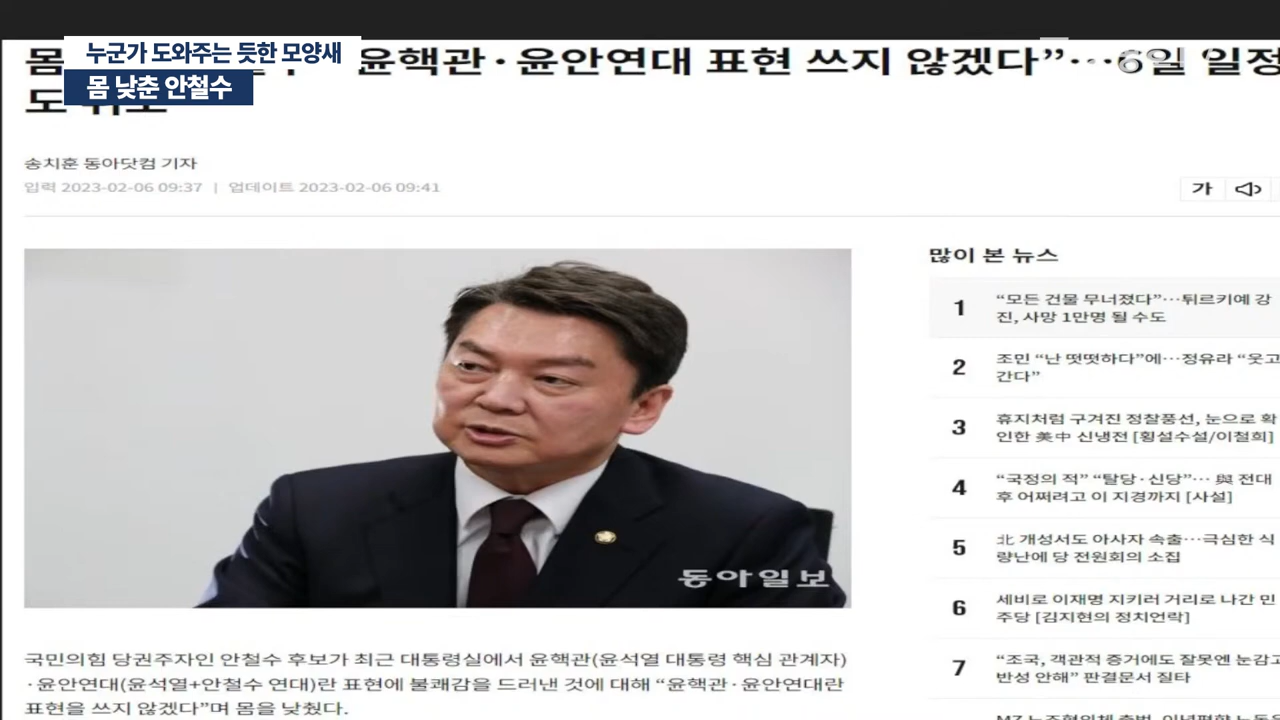 누군가 도와주는 듯한 모양새
몸 낮춘 안철수
몸 윤핵관·윤안연대 표현 쓰지 않겠다”…6일 일정
도
송치훈 동아닷컴 기자
입력 2023-02-06 09:37 | 업데이트 2023-02-06 09:41
가
동아일보
국민의힘 당권주자인 안철수 후보가 최근 대통령실에서 윤핵관(윤석열 대통령 핵심 관계자)
·윤안연대(윤석열+안철수 연대)란 표현에 불쾌감을 드러낸 것에 대해 “윤핵관·윤안연대란
표현을 쓰지 않겠다”며 몸을 낮췄다.
많이 본 뉴스
1 “모든 건물 무너졌다”…튀르키예 강
진, 사망 1만명 될 수도
2 조민 “난 떳떳하다”에…정유라 “웃고
간다”
3 휴지처럼 구겨진 정찰풍선, 눈으로 확
인한 美中 신냉전 [횡설수설/이철희]
4 “국정의 적” “탈당·신당”… 與 전대
후 어쩌려고 이 지경까지 [사설]
5 北 개성서도 아사자 속출…극심한 식
량난에 당 전원회의 소집
6 세비로 이재명 지키러 거리로 나간 민
주당 [김지현의 정치언락]
7 “조국, 객관적 증거에도 잘못엔 눈감고
반성 안해” 판결문서 질타